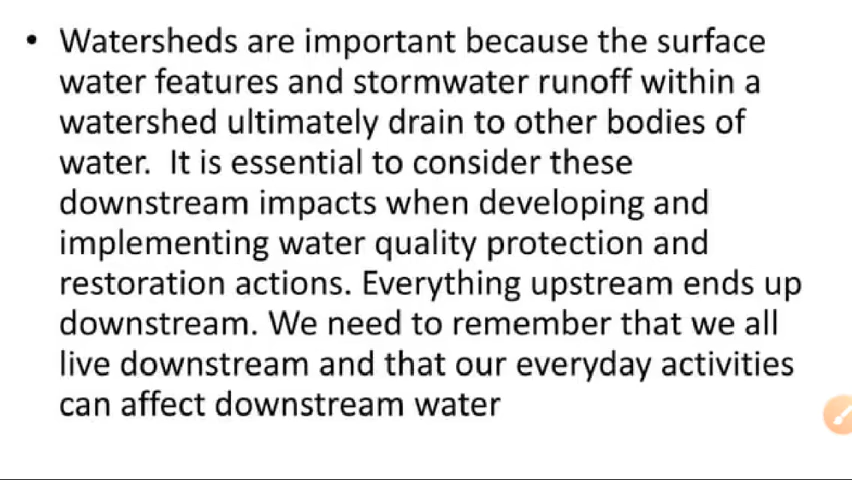 • Watersheds are important because the surface
water features and stormwater runoff within a
watershed ultimately drain to other bodies of
water.  It is essential to consider these
downstream impacts when developing and
implementing water quality protection and
restoration actions. Everything upstream ends up
downstream. We need to remember that we all
live downstream and that our everyday activities
can affect downstream water